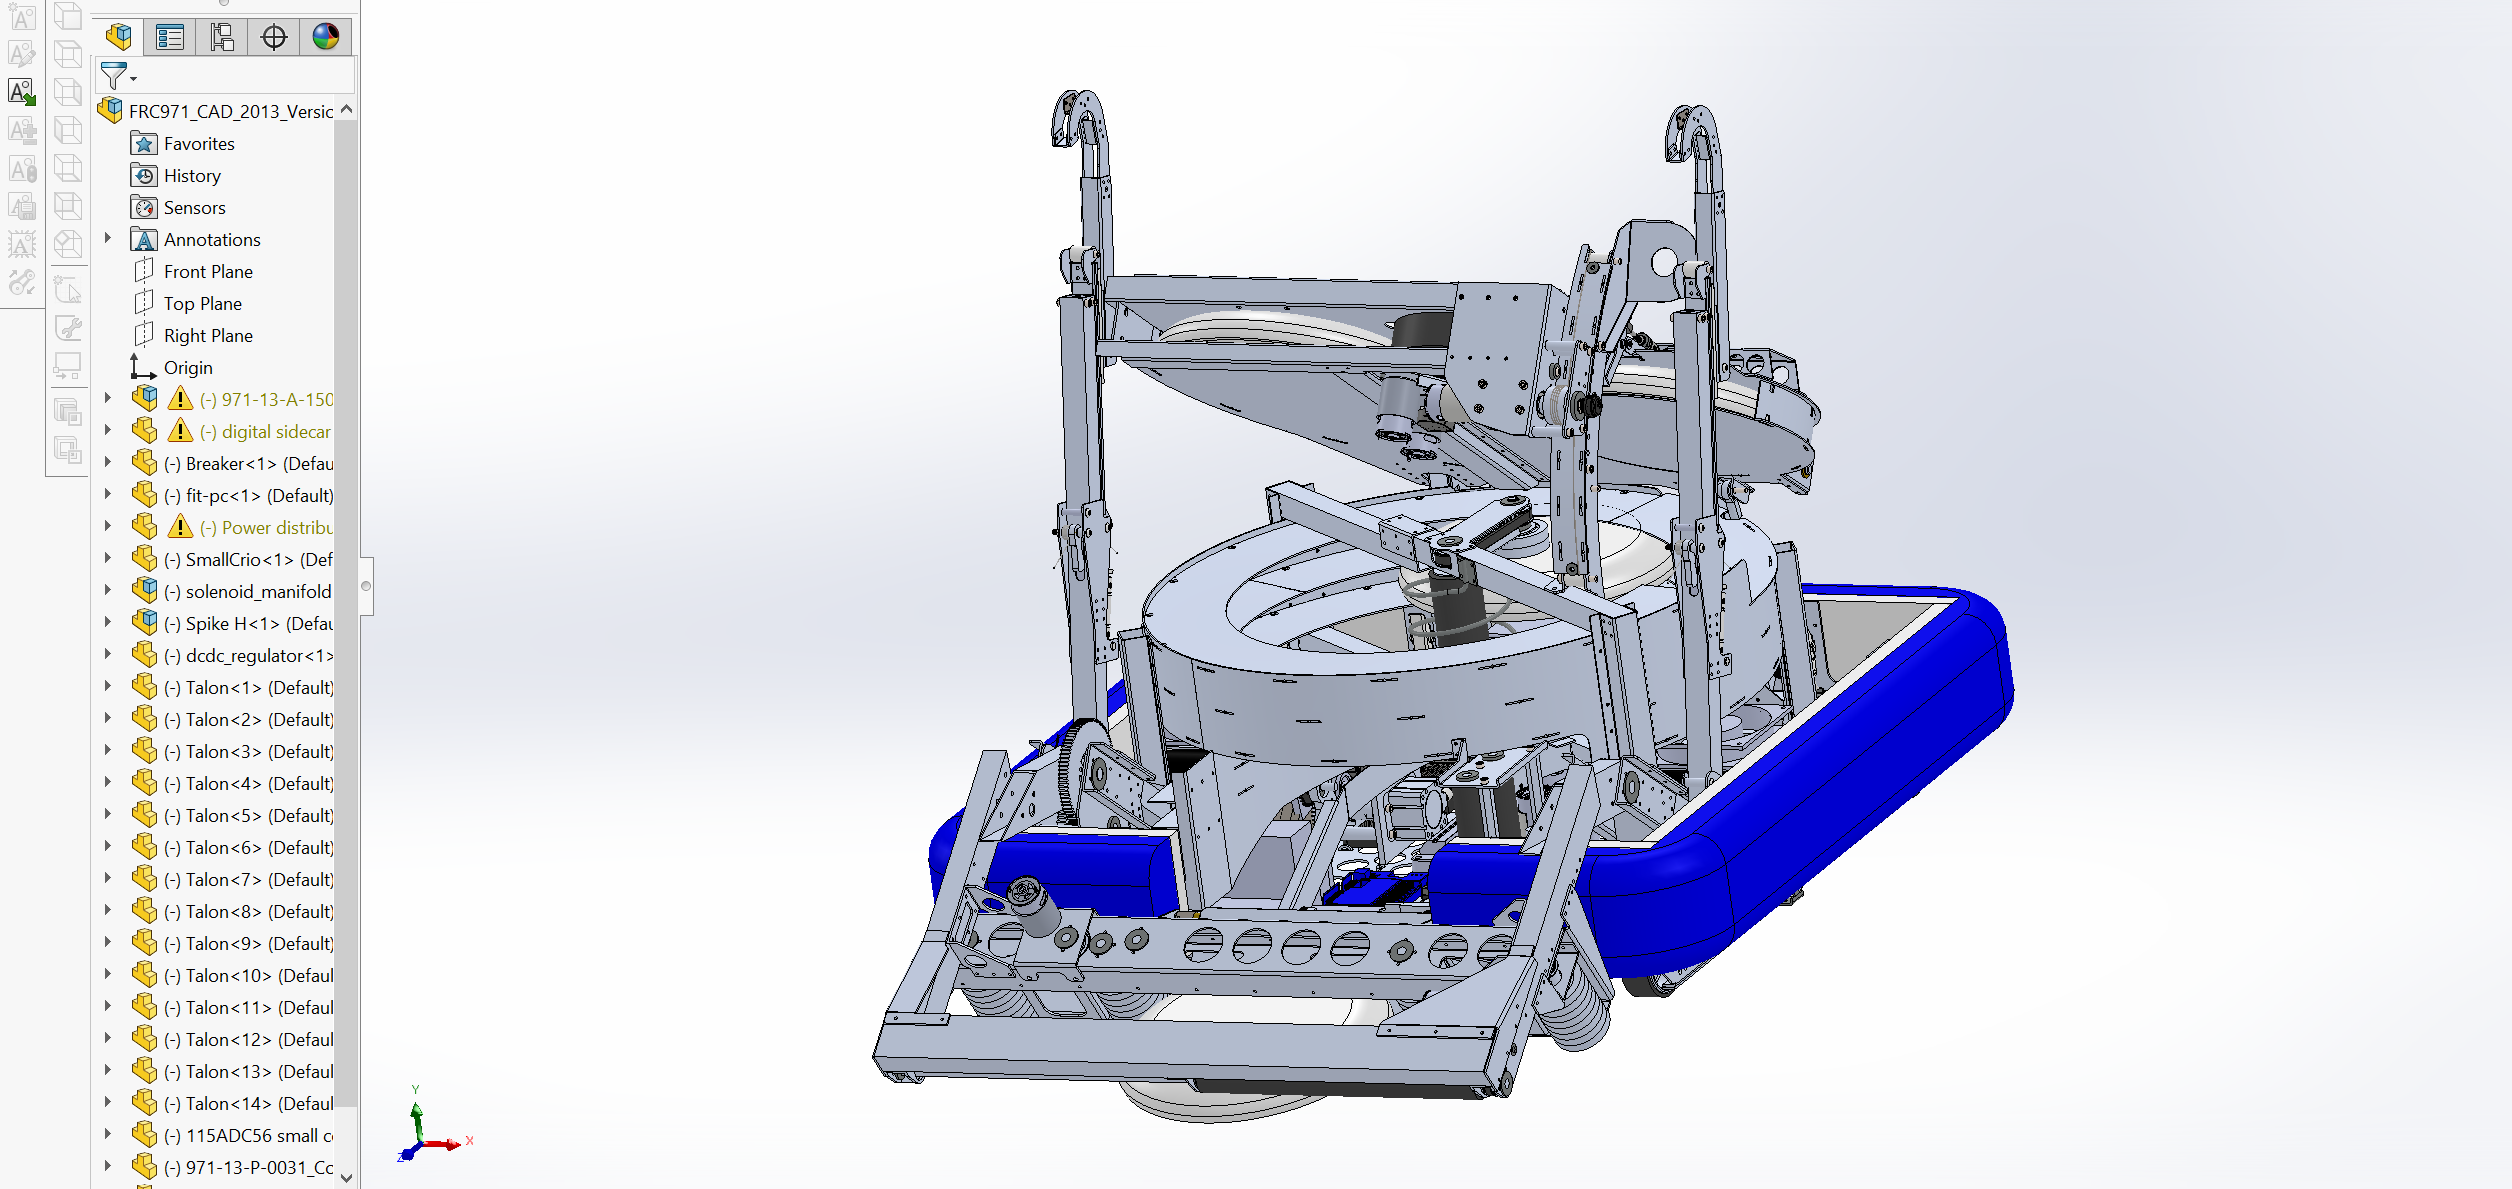 FRC971_CAD_2013_Versic
Favorites
History
Sensors
Annotations
Front Plane
Top Plane
Right Plane
Origin
(-) 971-13-A-150
(-) digital sidecar
(-) Breaker<1> (Defau
(-) fit-pc<1> (Default)
(-) Power distribu
(-) SmallCrio<1> (Def
(-) solenoid_manifold
(-) Spike H<1> (Defau
(-) dcdc_regulator<1>
(-) Talon<1> (Default)
(-) Talon<2> (Default)
(-) Talon<3> (Default)
(-) Talon<4> (Default)
(-) Talon<5> (Default)
(-) Talon<6> (Default)
(-) Talon<7> (Default)
(-) Talon<8> (Default)
(-) Talon<9> (Default)
(-) Talon<10> (Defaul
(-) Talon<11> (Defaul
(-) Talon<12> (Defaul
(-) Talon<13> (Defaul
(-) Talon<14> (Defaul
(-) 115ADC56 small c
(-) 971-13-P-0031_Co
Y
X
Z